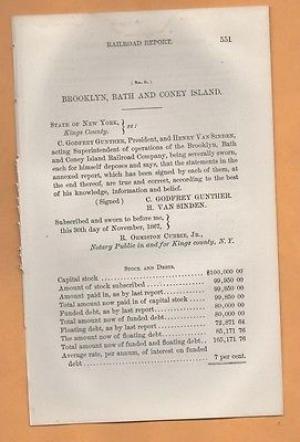 RAILROAD REPORT. 551
( No. 5. )
BROOKLYN, BATH AND CONEY ISLAND.
STATE OF NEW YORK, } ss:
Kings County. }
C. GODFREY GUNTHER, President, and HENRY VAN SINDEN,
acting Superintendent of operations of the Brooklyn, Bath
and Coney Island Railroad Company, being severally sworn,
each for himself deposes and says, that the statements in the
annexed report, which has been signed by each of them, at
the end thereof, are true and correct, according to the best
of his knowledge, information and belief.
(Signed) C. GODFREY GUNTHER.
H. VAN SINDEN.
Subscribed and sworn to before me, }
this 30th day of November, 1867, }
R. ORMISTON CURRIE, JR.,
Notary Public in and for Kings county, N. Y.
STOCK AND DEBTS.
Capital stock $100,000 00
Amount of stock subscribed 99,950 00
Amount paid in, as by last report 99,850 00
Total amount now paid in of capital stock 99,850 00
Funded debt, as by last report 80,000 00
Total amount now of funded debt 80,000 00
Floating debt, as by last report 72,871 64
The amount now of floating debt 85,171 76
Total amount now of funded and floating debt 165,171 76
Average rate, per annum, of interest on funded
debt 7 per cent.